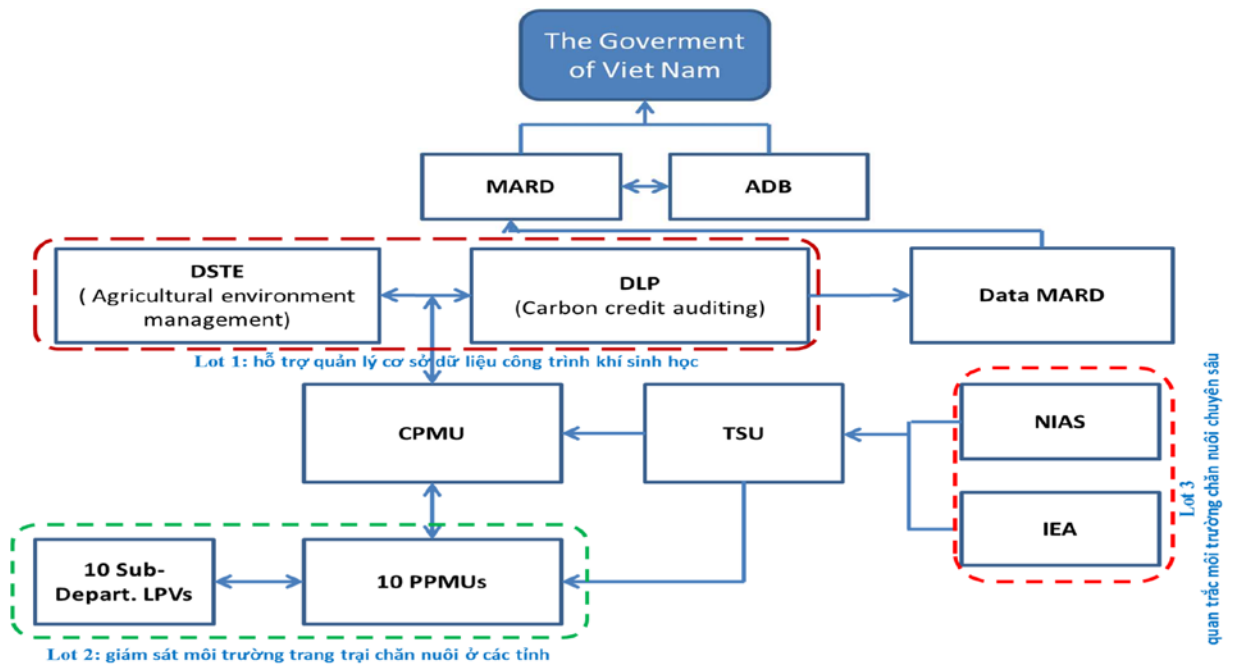 The Goverment
of Viet Nam
MARD
ADB
DSTE
( Agricultural environment
management)
DLP
(Carbon credit auditing)
Data MARD
Lot 1: hỗ trợ quản lý cơ sở dữ liệu công trình khí sinh học
CPMU
TSU
NIAS
IEA
Lot 3
quan trắc môi trường chăn nuôi chuyên sâu
10 Sub-
Depart. LPVs
10 PPMUs
Lot 2: giám sát môi trường trang trại chăn nuôi ở các tỉnh